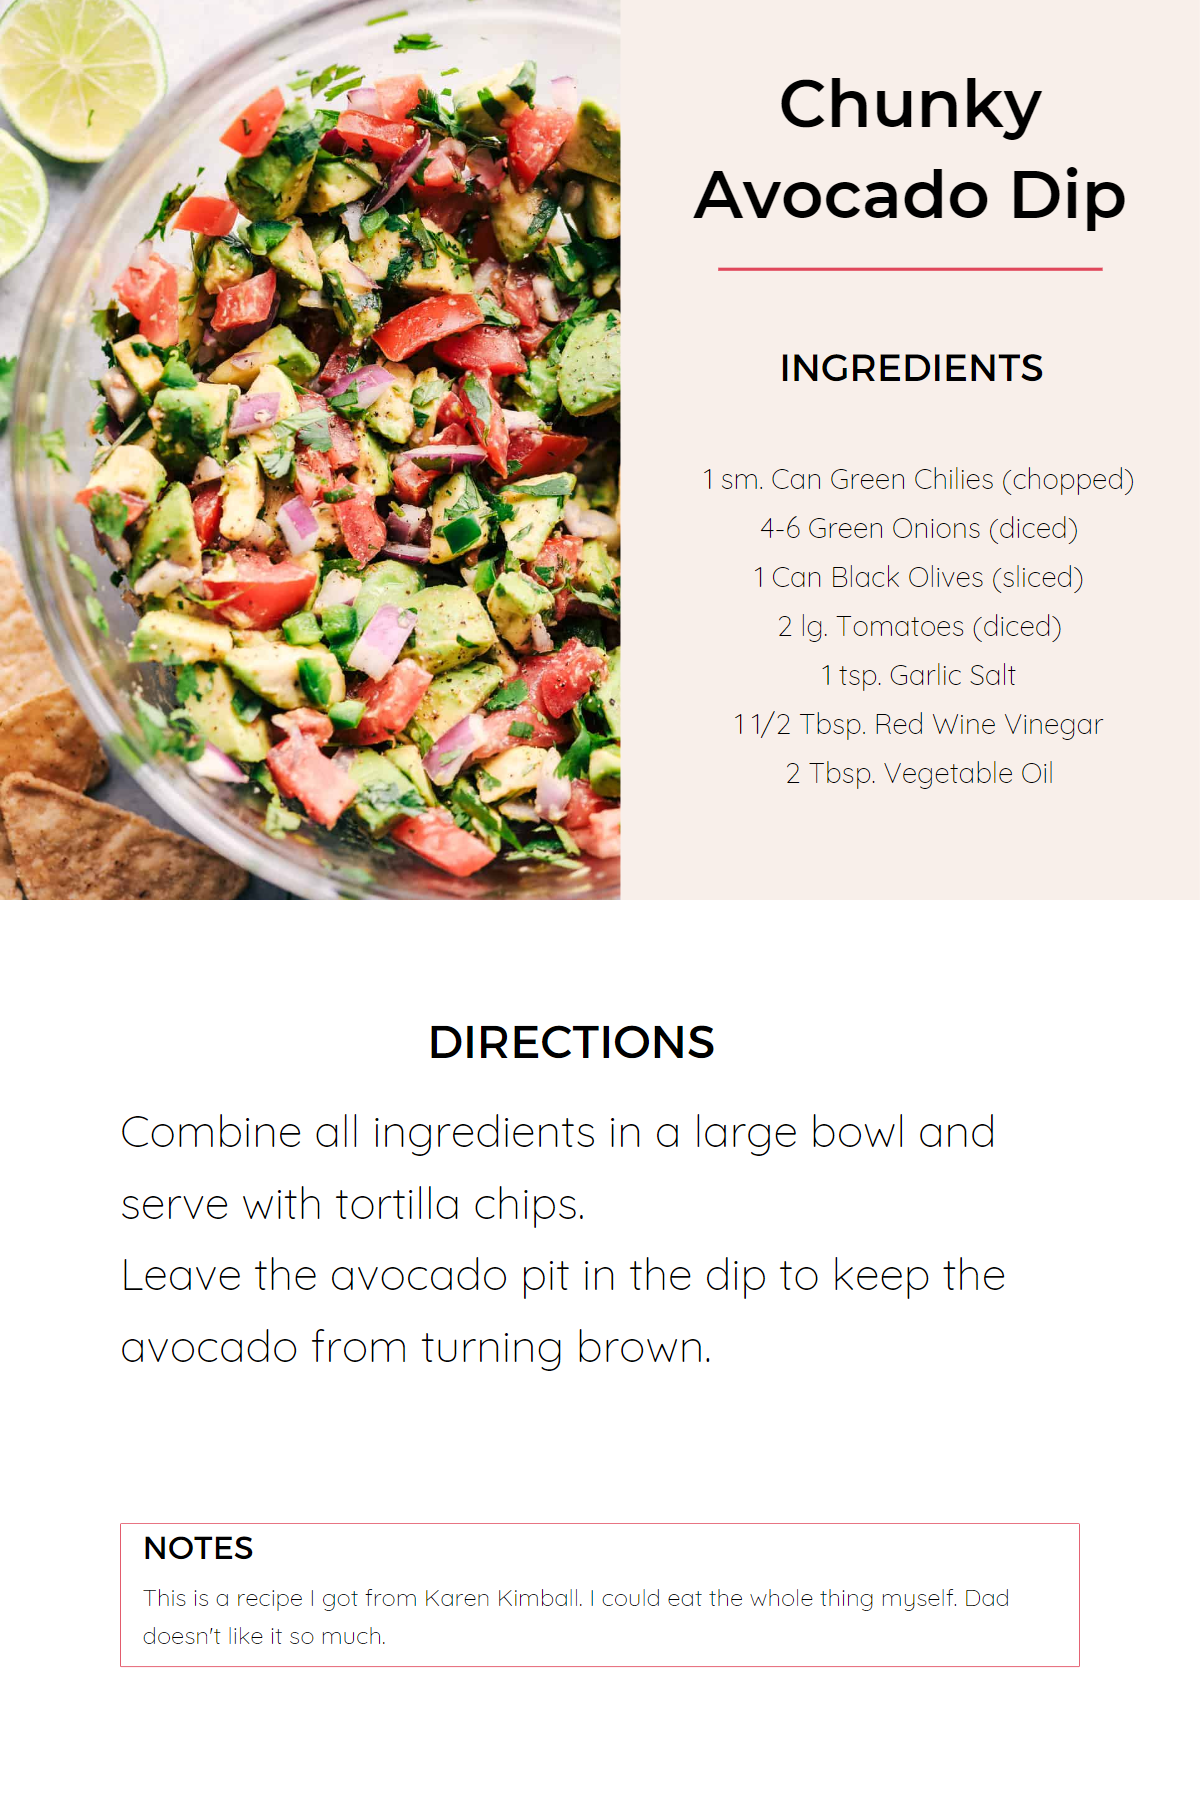 Chunky
Avocado Dip
INGREDIENTS
1 sm. Can Green Chilies (chopped)
4-6 Green Onions (diced)
1 Can Black Olives (sliced)
2 lg. Tomatoes (diced)
1 tsp. Garlic Salt
1 1/2 Tbsp. Red Wine Vinegar
2 Tbsp. Vegetable Oil
DIRECTIONS
Combine all ingredients in a large bowl and
serve with tortilla chips.
Leave the avocado pit in the dip to keep the
avocado from turning brown.
NOTES
This is a recipe I got from Karen Kimball. I could eat the whole thing myself. Dad
doesn't like it so much.